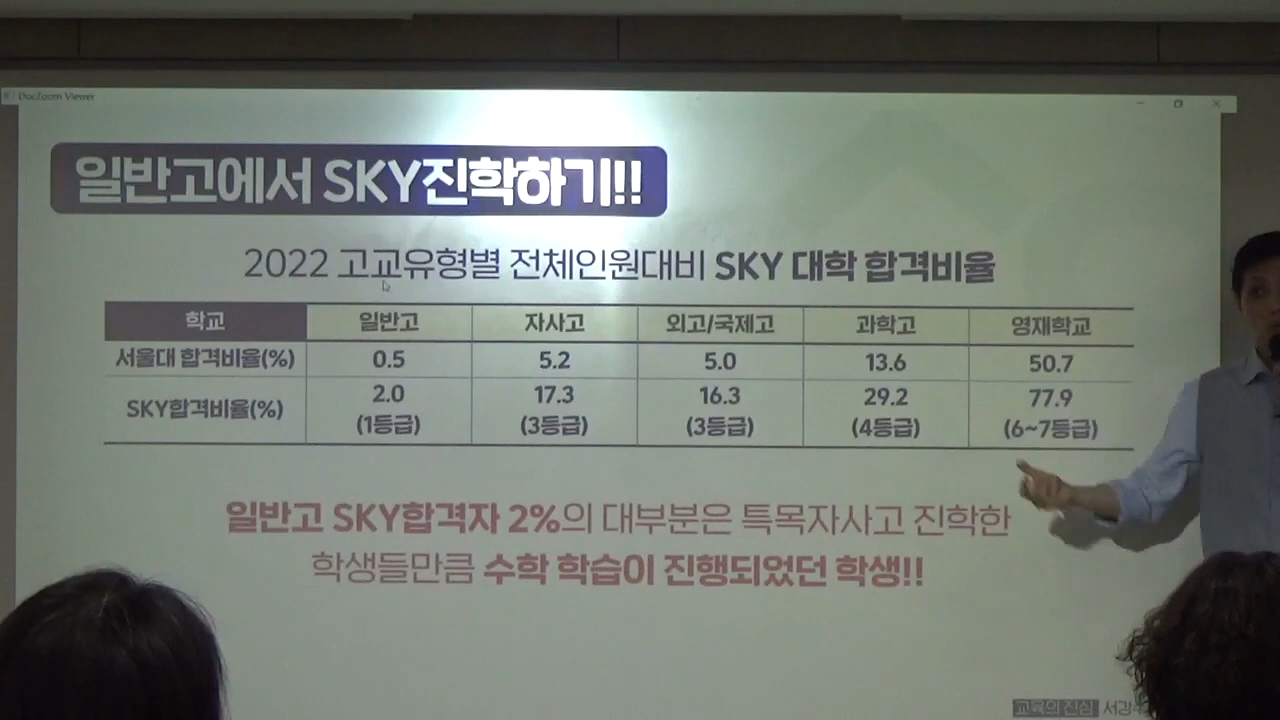 DocZoom Viewer
일반고에서 SKY진학하기!!
2022 고교유형별 전체인원대비 SKY 대학 합격비율
학교 일반고 자사고 외고/국제고 과학고 영재학교
서울대 합격비율(%) 0.5 5.2 5.0 13.6 50.7
SKY합격비율(%) 2.0 17.3 16.3 29.2 77.9
(1등급) (3등급) (3등급) (4등급) (6~7등급)
일반고 SKY합격자 2%의 대부분은 특목자사고 진학한
학생들만큼 수학 학습이 진행되었던 학생!!
교육의 진심 서강